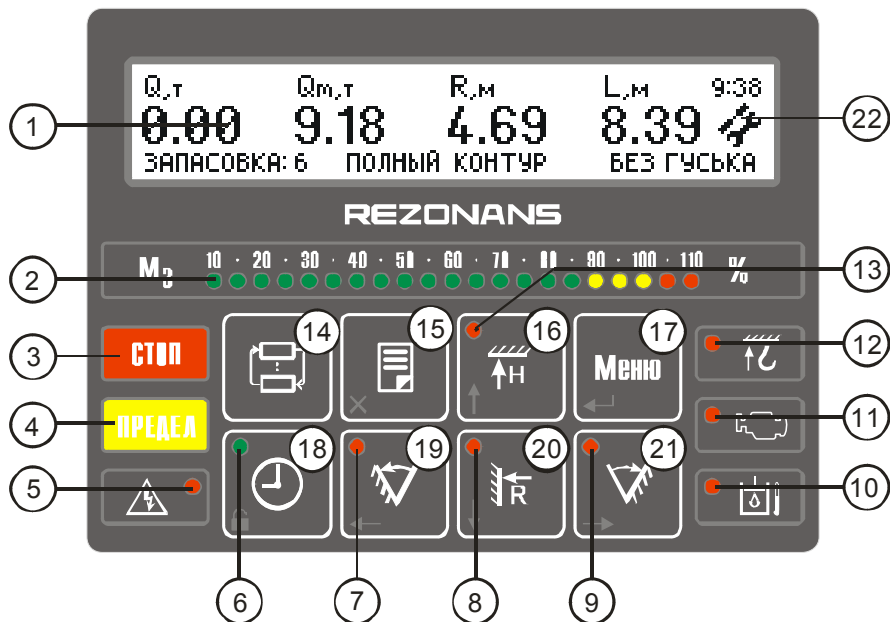 Q,т Qm,т R,м L,м 9:38
0.00 9.18 4.69 8.39
ЗАПАСОВКА: 6 ПОЛНЫЙ КОНТУР БЕЗ ГУСЬКА
1
22
REZONANS
Mз 10 · 20 · 30 · 40 · 50 · 60 · 70 · 80 · 90 · 100 · 110 %
2
13
3
СТОП
14
15
16
H
17
Меню
12
4
ПРЕДЕЛ
11
5
18
19
20
R
21
10
6
7
8
9